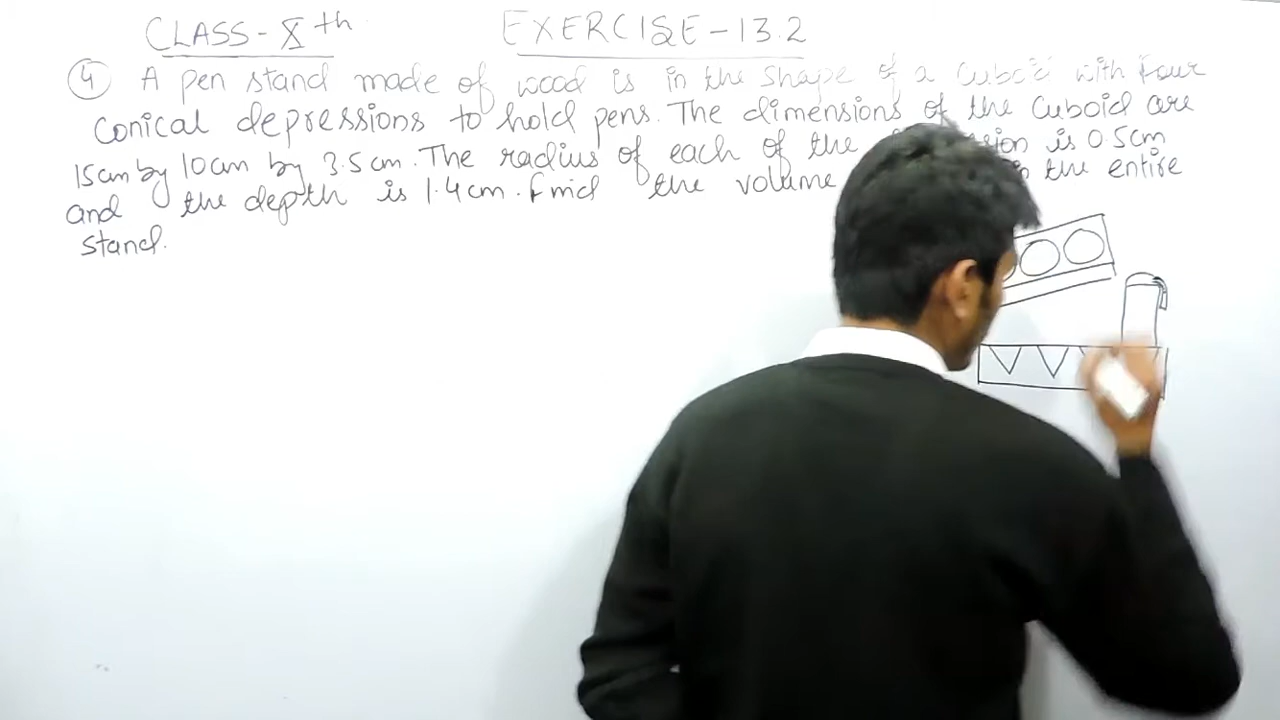 CLASS - Xth EXERCISE - 13.2
④ A pen stand made of wood is in the shape of a cuboid with four
conical depressions to hold pens. The dimensions of the cuboid are
15cm by 10cm by 3.5cm. The radius of each of the is 0.5cm
and the depth is 1.4cm. Find the volume the entire
stand.